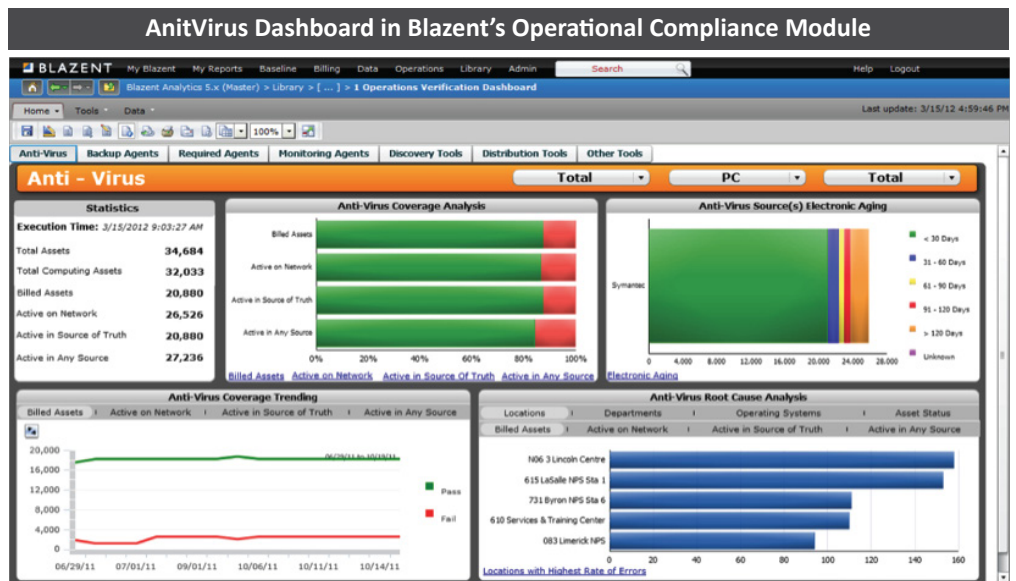 AnitVirus Dashboard in Blazent's Operational Compliance Module
BLAZENT My Blazent My Reports Baseline Billing Data Operations Library Admin Search Help Logout
Blazent Analytics 5.x (Master) > Library > [ ... ] > 1 Operations Verification Dashboard
Home Tools Data Last update: 3/15/12 4:59:46 PM
100%
Anti-Virus Backup Agents Required Agents Monitoring Agents Discovery Tools Distribution Tools Other Tools
Anti - Virus Total PC Total
Statistics
Execution Time: 3/15/2012 9:03:27 AM
Total Assets 34,684
Total Computing Assets 32,033
Billed Assets 20,880
Active on Network 26,526
Active in Source of Truth 20,880
Active in Any Source 27,236
Anti-Virus Coverage Analysis
Billed Assets
Active on Network
Active in Source of Truth
Active in Any Source
0% 20% 40% 60% 80% 100%
Billed Assets Active on Network Active in Source Of Truth Active in Any Source
Anti-Virus Source(s) Electronic Aging
Symantec
< 30 Days
31 - 60 Days
61 - 90 Days
91 - 120 Days
> 120 Days
Unknown
0 4.000 8.000 12.000 16.000 20.000 24.000 28.000
Electronic Aging
Anti-Virus Coverage Trending
Billed Assets Active on Network Active in Source of Truth Active in Any Source
06/29/11 to 10/19/11
20,000
16,000
12,000
8,000
4,000
0
Pass
Fail
06/29/11 07/01/11 09/01/11 10/06/11 10/11/11 10/14/11
Anti-Virus Root Cause Analysis
Locations Departments Operating Systems Asset Status
Billed Assets Active on Network Active in Source of Truth Active in Any Source
N06 3 Lincoln Centre
615 LaSalle NPS Sta 1
731 Byron NPS Sta 6
610 Services & Training Center
083 Limerick NPS
0 20 40 60 80 100 120 140 160
Locations with Highest Rate of Errors